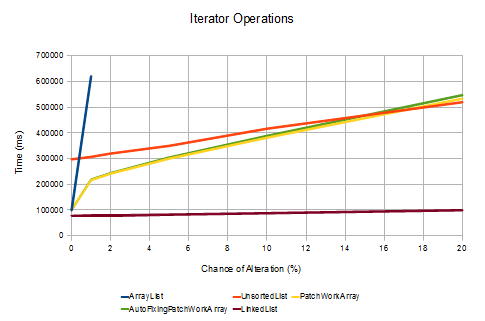 Iterator Operations
700000
600000
500000
400000
300000
200000
100000
0
Time (ms)
0 2 4 6 8 10 12 14 16 18 20
Chance of Alteration (%)
ArrayList UnsortedList PatchWorkArray
AutoFixingPatchWorkArray LinkedList